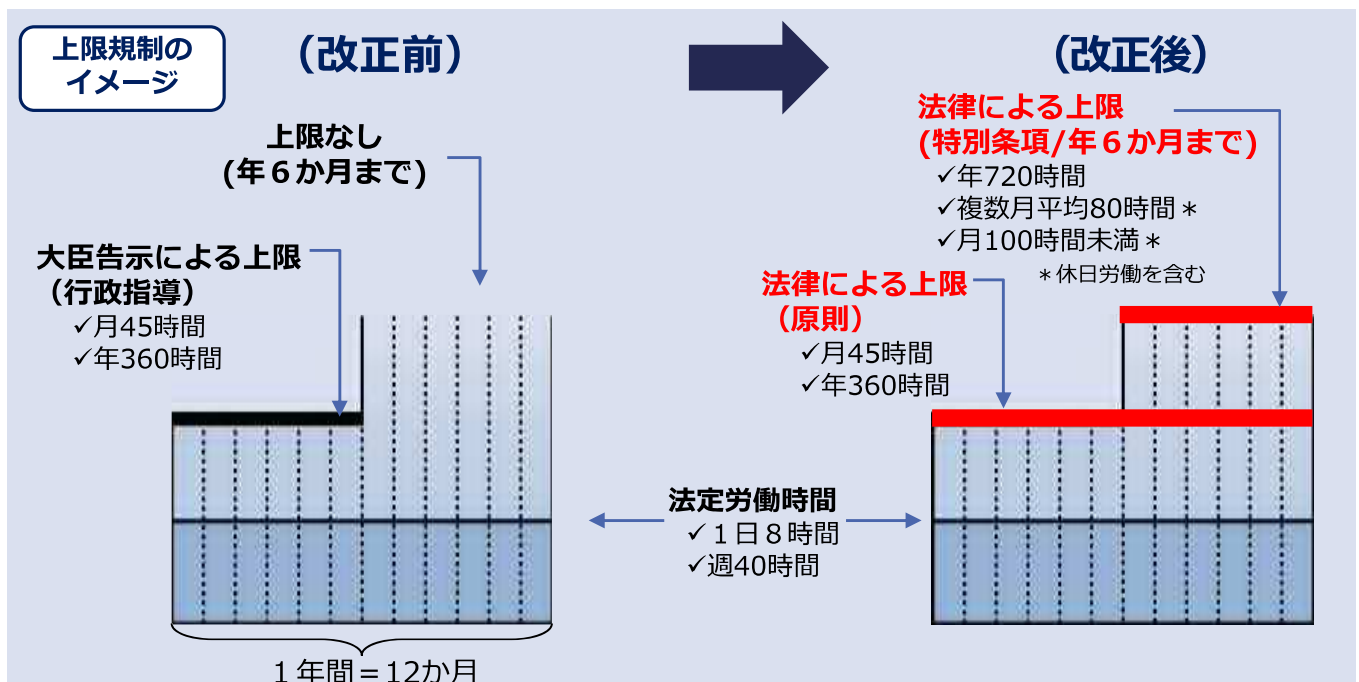 上限規制の
イメージ
（改正前）
（改正後）
上限なし
(年６か月まで)
大臣告示による上限
（行政指導）
✓月45時間
✓年360時間
法律による上限
(特別条項/年６か月まで)
✓年720時間
✓複数月平均80時間＊
✓月100時間未満＊
＊休日労働を含む
法律による上限
（原則）
✓月45時間
✓年360時間
法定労働時間
✓１日８時間
✓週40時間
１年間＝12か月